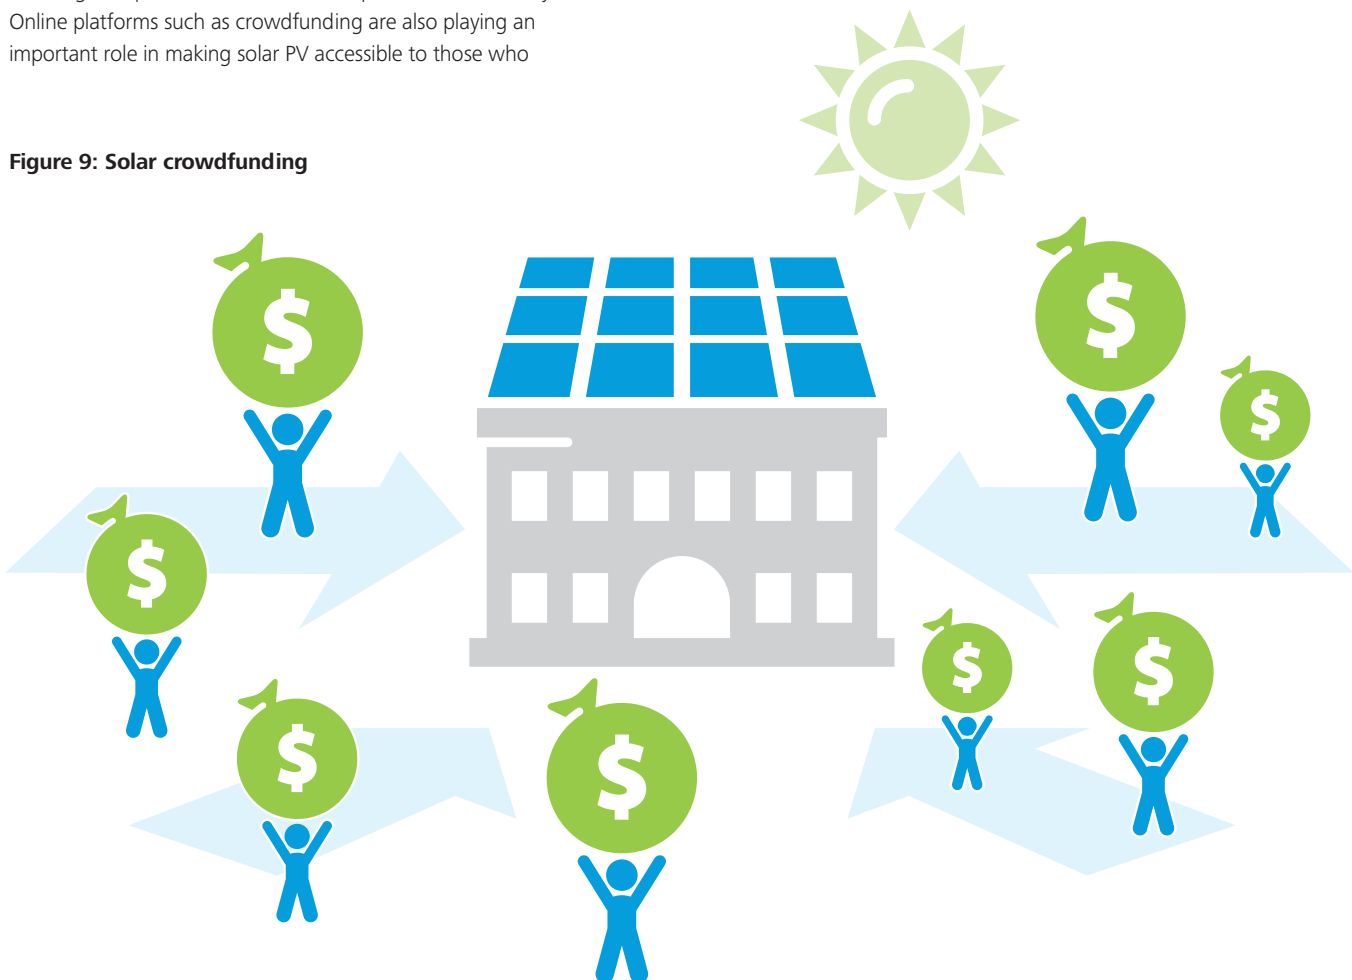 Online platforms such as crowdfunding are also playing an
important role in making solar PV accessible to those who
Figure 9: Solar crowdfunding
$
$
$
$
$
$
$
$